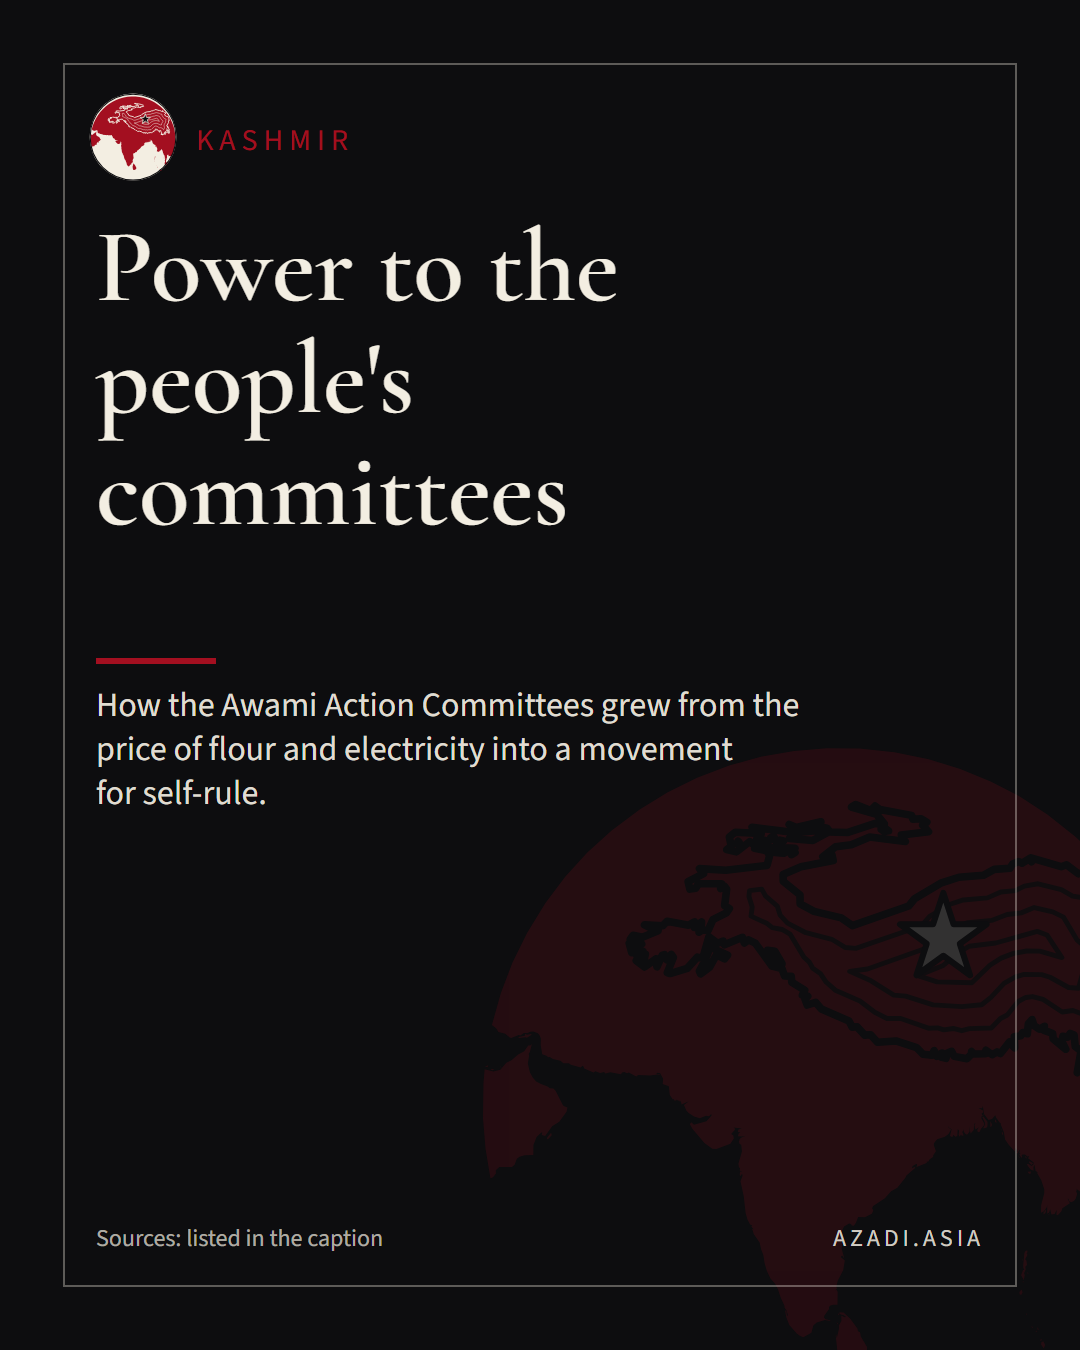 KASHMIR
Power to the
people's
committees
How the Awami Action Committees grew from the
price of flour and electricity into a movement
for self-rule.
Sources: listed in the caption
AZADI.ASIA